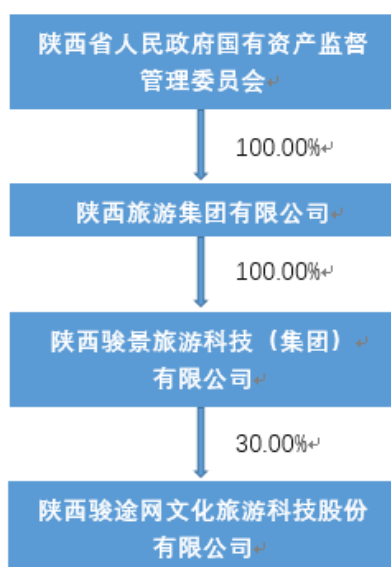 陕西省人民政府国有资产监督
管理委员会
100.00%
陕西旅游集团有限公司
100.00%
陕西骏景旅游科技（集团）
有限公司
30.00%
陕西骏途网文化旅游科技股份
有限公司